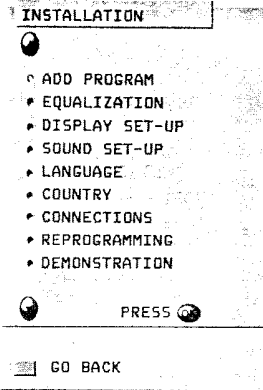 INSTALLATION
ADD PROGRAM
EQUALIZATION
DISPLAY SET-UP
SOUND SET-UP
LANGUAGE
COUNTRY
CONNECTIONS
REPROGRAMMING
DEMONSTRATION
PRESS
GO BACK